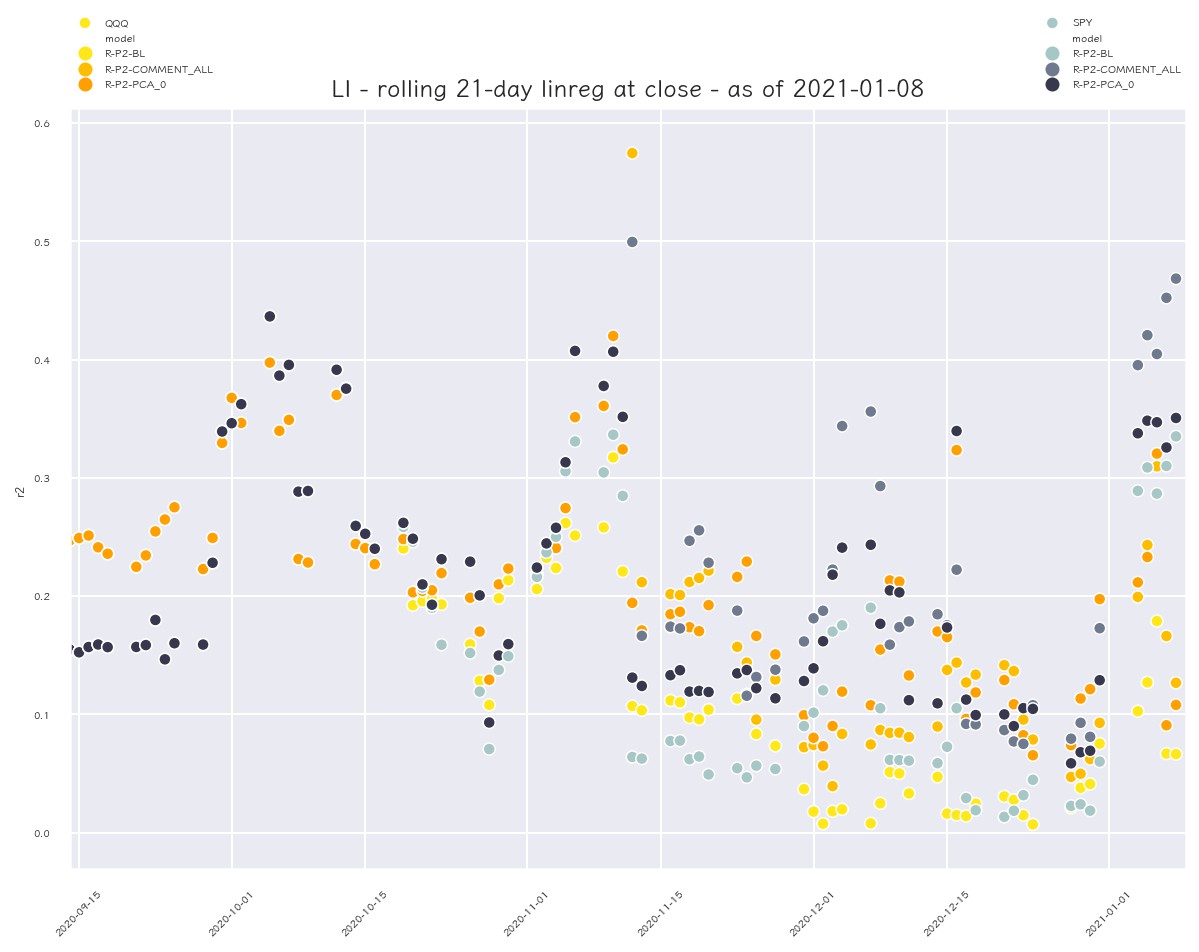 QQQ
model
R-P2-BL
R-P2-COMMENT_ALL
R-P2-PCA_0
SPY
model
R-P2-BL
R-P2-COMMENT_ALL
R-P2-PCA_0
LI - rolling 21-day linreg at close - as of 2021-01-08
0.6
0.5
0.4
0.3
r2
0.2
0.1
0.0
2020-09-15
2020-10-01
2020-10-15
2020-11-01
2020-11-15
2020-12-01
2020-12-15
2021-01-01